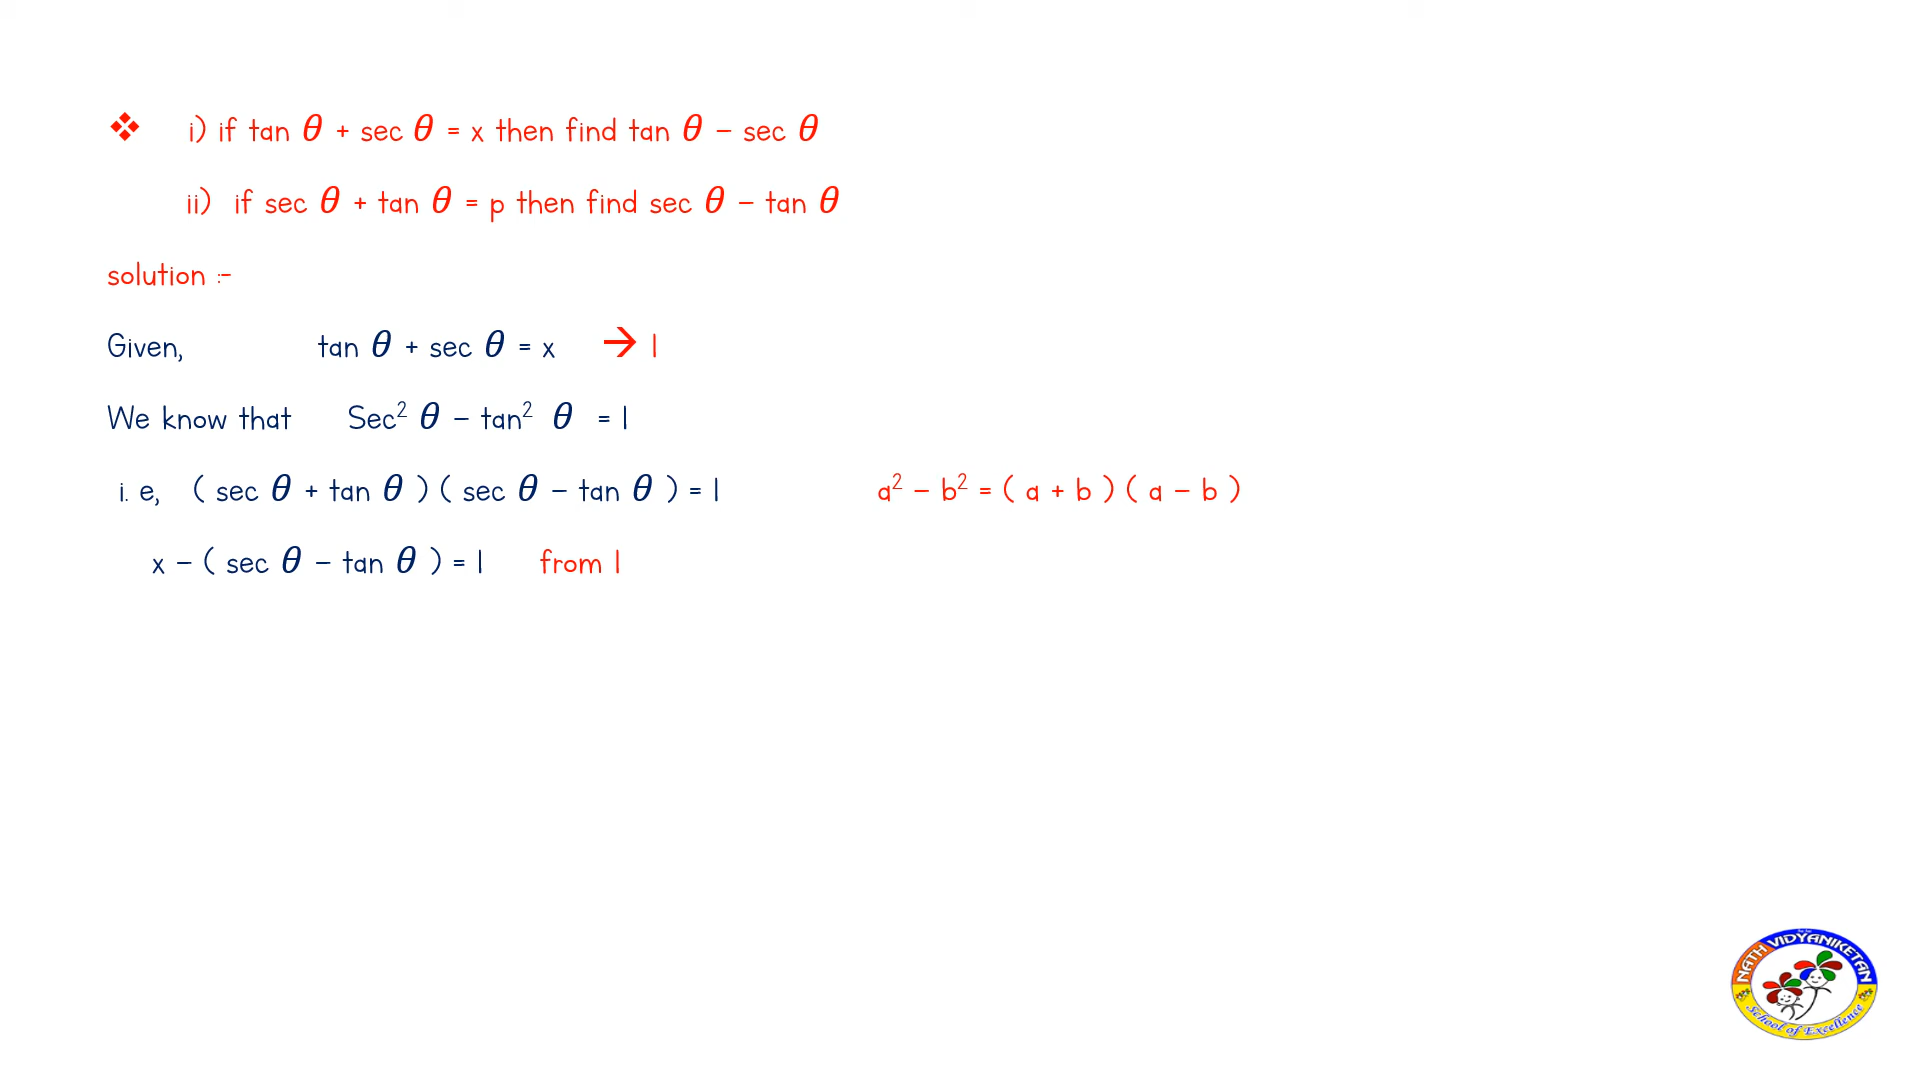 ❖ i) if tan θ + sec θ = x then find tan θ – sec θ
ii) if sec θ + tan θ = p then find sec θ – tan θ
solution :-
Given, tan θ + sec θ = x → 1
We know that Sec² θ – tan² θ = 1
i. e, ( sec θ + tan θ ) ( sec θ – tan θ ) = 1 a² – b² = ( a + b ) ( a – b )
x – ( sec θ – tan θ ) = 1 from 1
NATH VIDYANIKETAN
School of Excellence